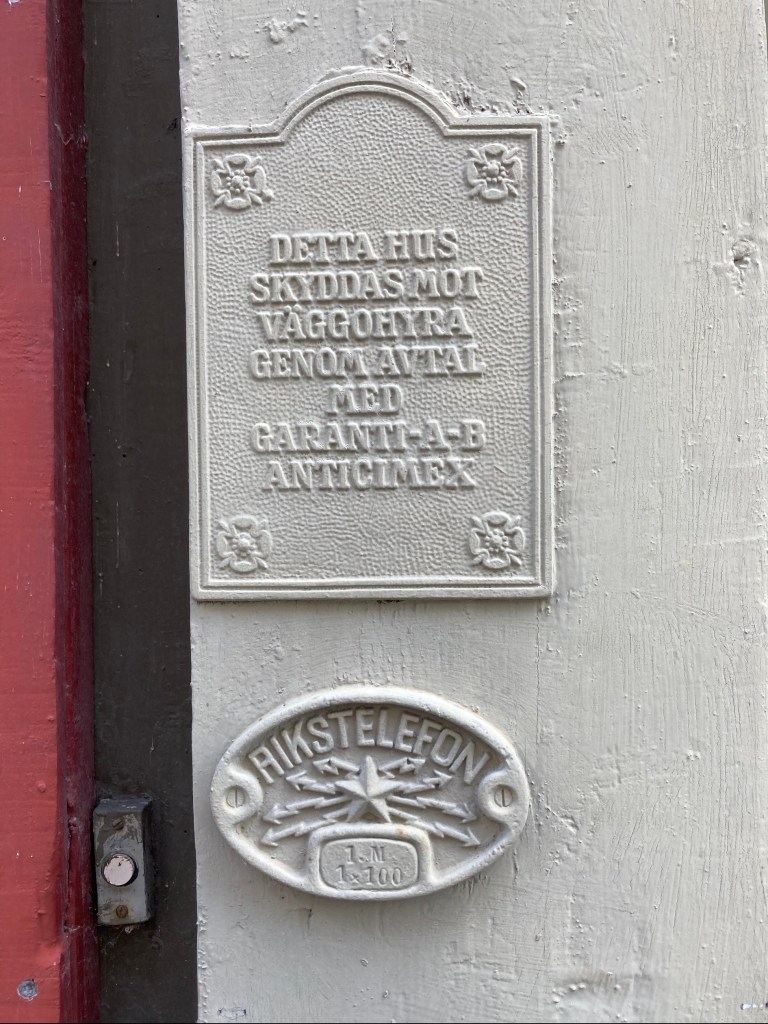 DETTA HUS
SKYDDAS MOT
VÄGGOHYRA
GENOM AVTAL
MED
GARANTI-A-B
ANTICIMEX
RIKSTELEFON
1.M
1×100